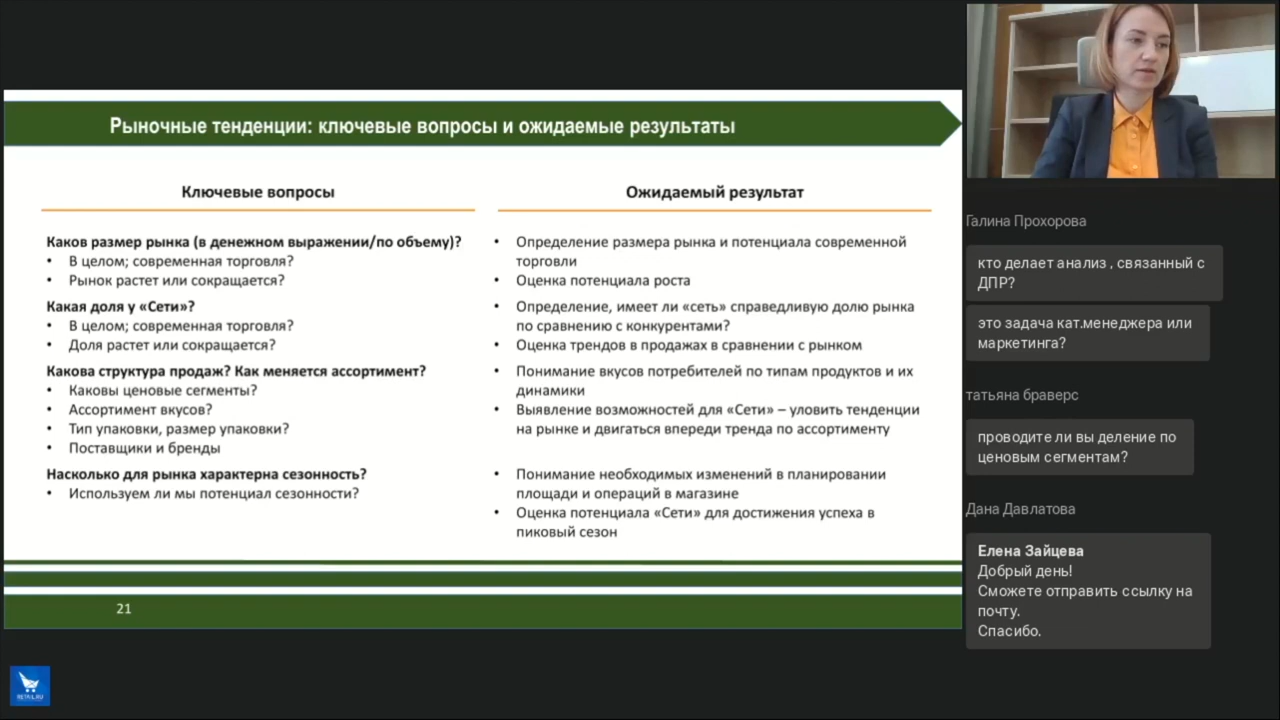 Рыночные тенденции: ключевые вопросы и ожидаемые результаты
Ключевые вопросы
Каков размер рынка (в денежном выражении/по объему)?
• В целом; современная торговля?
• Рынок растет или сокращается?
Какая доля у «Сети»?
• В целом; современная торговля?
• Доля растет или сокращается?
Какова структура продаж? Как меняется ассортимент?
• Каковы ценовые сегменты?
• Ассортимент вкусов?
• Тип упаковки, размер упаковки?
• Поставщики и бренды
Насколько для рынка характерна сезонность?
• Используем ли мы потенциал сезонности?
Ожидаемый результат
• Определение размера рынка и потенциала современной
торговли
• Оценка потенциала роста
• Определение, имеет ли «сеть» справедливую долю рынка
по сравнению с конкурентами?
• Оценка трендов в продажах в сравнении с рынком
• Понимание вкусов потребителей по типам продуктов и их
динамики
• Выявление возможностей для «Сети» – уловить тенденции
на рынке и двигаться впереди тренда по ассортименту
• Понимание необходимых изменений в планировании
площади и операций в магазине
• Оценка потенциала «Сети» для достижения успеха в
пиковый сезон
21
RETAIL.RU
Галина Прохорова
кто делает анализ , связанный с
ДПР?
это задача кат.менеджера или
маркетинга?
татьяна браверс
проводите ли вы деление по
ценовым сегментам?
Дана Давлатова
Елена Зайцева
Добрый день!
Сможете отправить ссылку на
почту.
Спасибо.